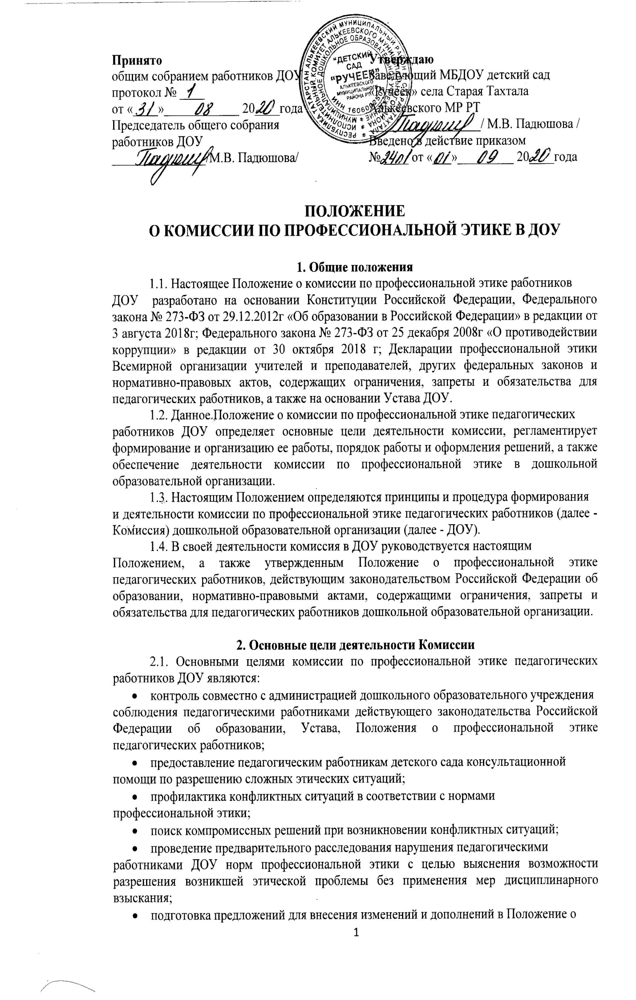 Принято
общим собранием работников ДОУ
протокол № 1
от «31» 08 2020 года
Председатель общего собрания
работников ДОУ
/М.В. Падюшова/
"ДЕТСКИЙ
САД
"РУЧЕЕК"
АЛЬКЕЕВСКОГО
МУНИЦИПАЛЬНОГО
РАЙОНА РТ
Утверждаю
Заведующий МБДОУ детский сад
«Ручеек» села Старая Тахтала
Алькеевского МР РТ
/ М.В. Падюшова /
Введено в действие приказом
№ от «01» 09 2020 года
ПОЛОЖЕНИЕ
О КОМИССИИ ПО ПРОФЕССИОНАЛЬНОЙ ЭТИКЕ В ДОУ
1. Общие положения
1.1. Настоящее Положение о комиссии по профессиональной этике работников
ДОУ разработано на основании Конституции Российской Федерации, Федерального
закона № 273-ФЗ от 29.12.2012г «Об образовании в Российской Федерации» в редакции от
3 августа 2018г; Федерального закона № 273-ФЗ от 25 декабря 2008г «О противодействии
коррупции» в редакции от 30 октября 2018 г; Декларации профессиональной этики
Всемирной организации учителей и преподавателей, других федеральных законов и
нормативно-правовых актов, содержащих ограничения, запреты и обязательства для
педагогических работников, а также на основании Устава ДОУ.
1.2. Данное Положение о комиссии по профессиональной этике педагогических
работников ДОУ определяет основные цели деятельности комиссии, регламентирует
формирование и организацию ее работы, порядок работы и оформления решений, а также
обеспечение деятельности комиссии по профессиональной этике в дошкольной
образовательной организации.
1.3. Настоящим Положением определяются принципы и процедура формирования
и деятельности комиссии по профессиональной этике педагогических работников (далее -
Комиссия) дошкольной образовательной организации (далее - ДОУ).
1.4. В своей деятельности комиссия в ДОУ руководствуется настоящим
Положением, а также утвержденным Положение о профессиональной этике
педагогических работников, действующим законодательством Российской Федерации об
образовании, нормативно-правовыми актами, содержащими ограничения, запреты и
обязательства для педагогических работников дошкольной образовательной организации.
2. Основные цели деятельности Комиссии
2.1. Основными целями комиссии по профессиональной этике педагогических
работников ДОУ являются:
• контроль совместно с администрацией дошкольного образовательного учреждения
соблюдения педагогическими работниками действующего законодательства Российской
Федерации об образовании, Устава, Положения о профессиональной этике
педагогических работников;
• предоставление педагогическим работникам детского сада консультационной
помощи по разрешению сложных этических ситуаций;
• профилактика конфликтных ситуаций в соответствии с нормами
профессиональной этики;
• поиск компромиссных решений при возникновении конфликтных ситуаций;
• проведение предварительного расследования нарушения педагогическими
работниками ДОУ норм профессиональной этики с целью выяснения возможности
разрешения возникшей этической проблемы без применения мер дисциплинарного
взыскания;
• подготовка предложений для внесения изменений и дополнений в Положение о
1